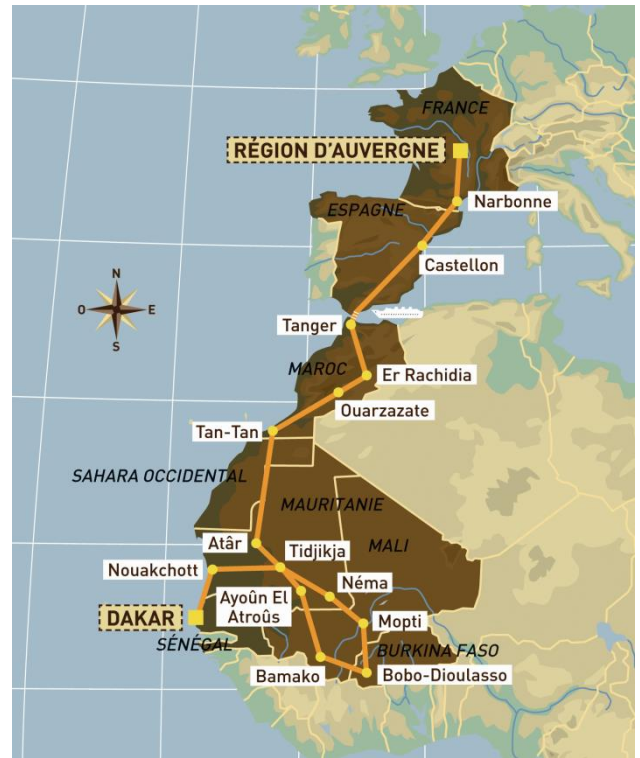 FRANCE
RÉGION D'AUVERGNE
Narbonne
ESPAGNE
Castellon
N
O
E
S
Tanger
MAROC
Er Rachidia
Ouarzazate
Tan-Tan
SAHARA OCCIDENTAL
MAURITANIE
Atâr
Tidjikja
MALI
Nouakchott
Néma
Ayoûn El
Atroûs
DAKAR
Mopti
SÉNÉGAL
BURKINA FASO
Bamako
Bobo-Dioulasso